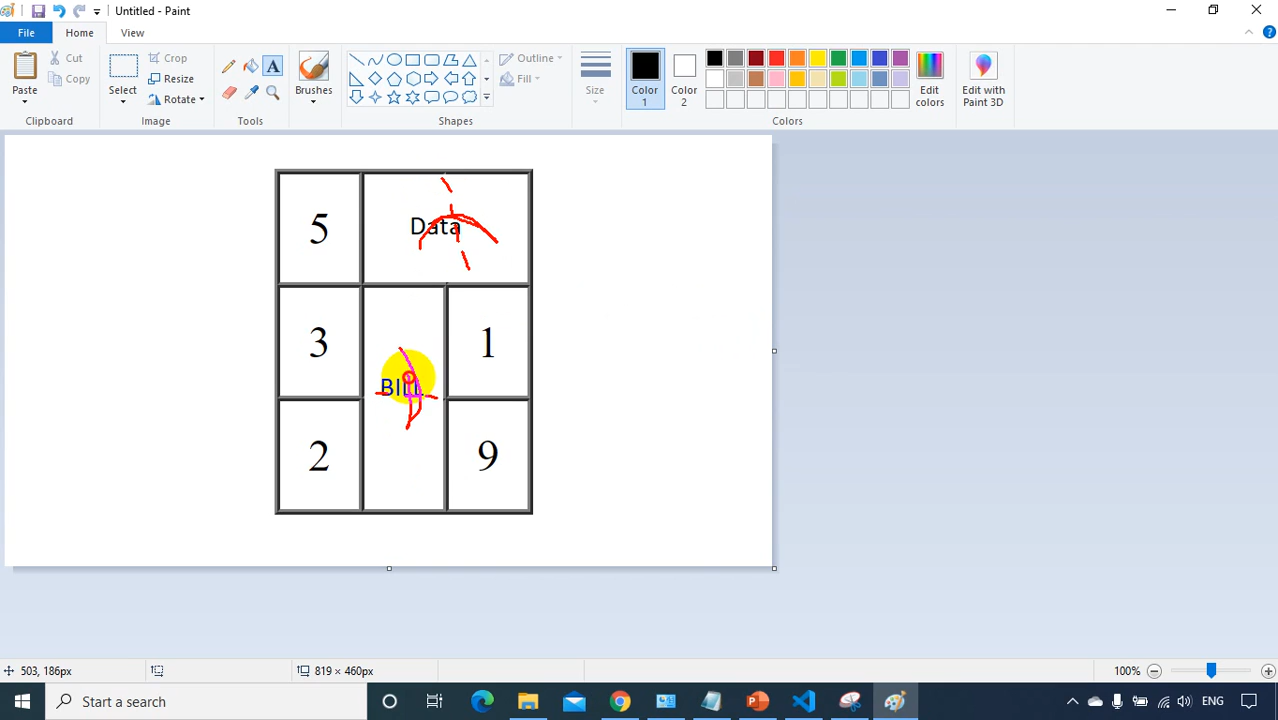 Untitled - Paint
File
Home
View
Paste
Cut
Copy
Clipboard
Select
Crop
Resize
Rotate
Image
Tools
Brushes
Shapes
Outline
Fill
Size
Color 1
Color 2
Edit colors
Colors
Edit with Paint 3D
5
Data
3
BILL
1
2
9
503, 186px
819 × 460px
100%
Start a search
ENG